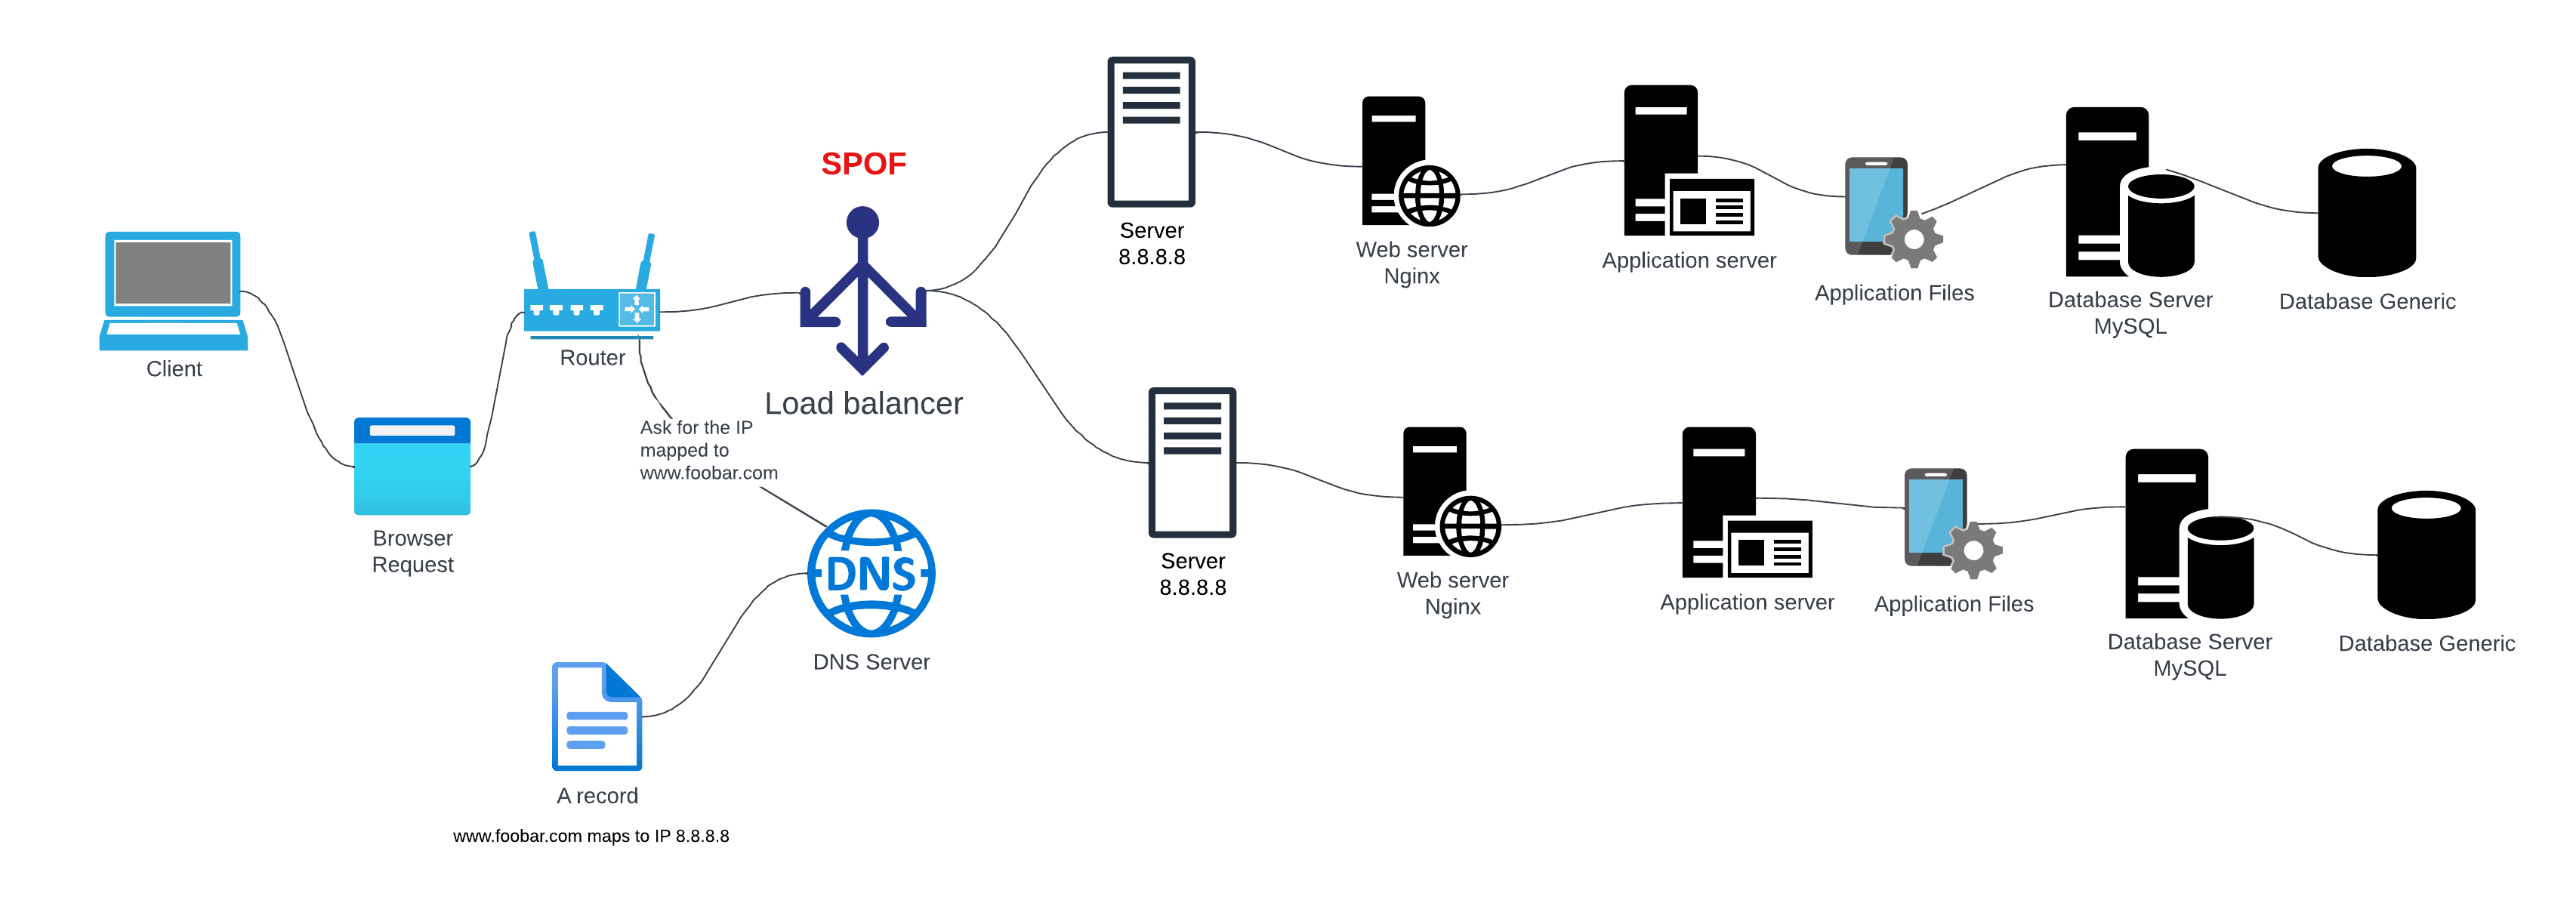 SPOF
Client
Browser
Request
Router
Load balancer
Ask for the IP
mapped to
www.foobar.com
DNS
DNS Server
A record
www.foobar.com maps to IP 8.8.8.8
Server
8.8.8.8
Web server
Nginx
Application server
Application Files
Database Server
MySQL
Database Generic
Server
8.8.8.8
Web server
Nginx
Application server
Application Files
Database Server
MySQL
Database Generic